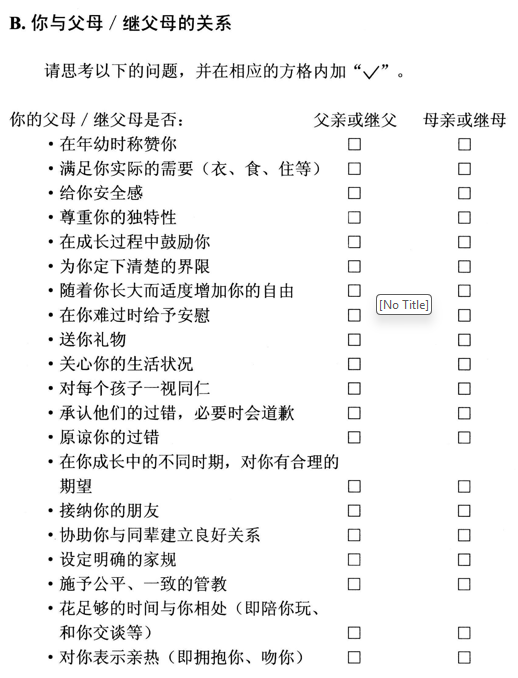 B. 你与父母 / 继父母的关系
请思考以下的问题，并在相应的方格内加“✓”。
你的父母 / 继父母是否： 父亲或继父 母亲或继母
・在年幼时称赞你 □ □
・满足你实际的需要（衣、食、住等） □ □
・给你安全感 □ □
・尊重你的独特性 □ □
・在成长过程中鼓励你 □ □
・为你定下清楚的界限 □ □
・随着你长大而适度增加你的自由 □ □
[No Title]
・在你难过时给予安慰 □ □
・送你礼物 □ □
・关心你的生活状况 □ □
・对每个孩子一视同仁 □ □
・承认他们的过错，必要时会道歉 □ □
・原谅你的过错 □ □
・在你成长中的不同时期，对你有合理的
期望 □ □
・接纳你的朋友 □ □
・协助你与同辈建立良好关系 □ □
・设定明确的家规 □ □
・施予公平、一致的管教 □ □
・花足够的时间与你相处（即陪你玩、
和你交谈等） □ □
・对你表示亲热（即拥抱你、吻你） □ □